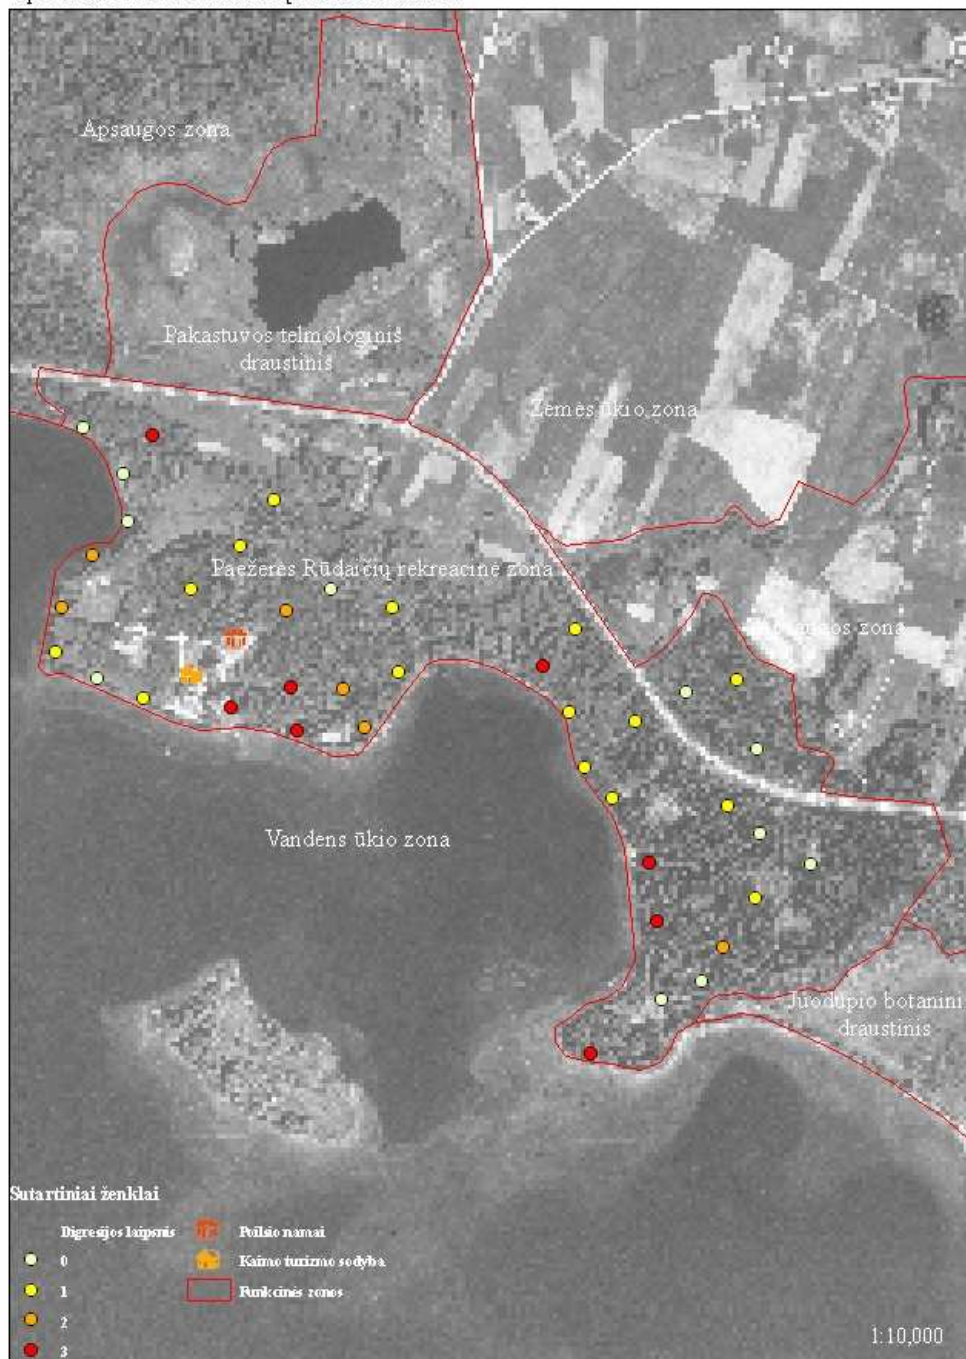 Apsaugos zona
Pakastuvos telmologinis
draustinis
Žemės ūkio zona
Paežerės Rūdaičių rekreacinė zona
zona
Vandens ūkio zona
Juodupio botanini
draustinis
Sutartiniai ženklai
Digresijos laipsnis
Poilsio namai
0
Kaimo turizmo sodyba
1
Funkcinės zonos
2
3
1:10,000